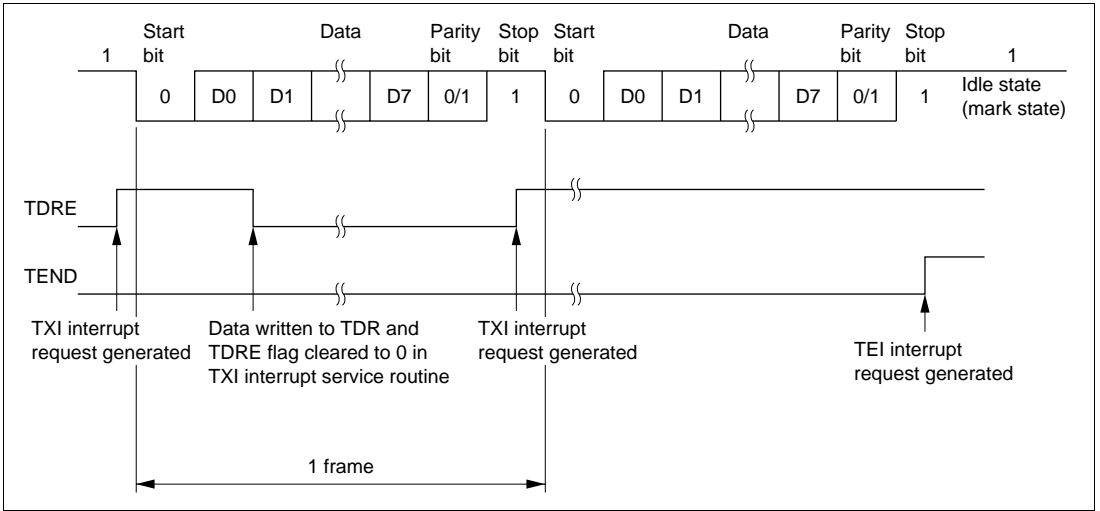 Start Data Parity Stop Start Data Parity Stop
1 bit bit bit bit bit bit 1
0 D0 D1 D7 0/1 1 0 D0 D1 D7 0/1 1 Idle state
(mark state)
TDRE
TEND
TXI interrupt
request generated
Data written to TDR and
TDRE flag cleared to 0 in
TXI interrupt service routine
TXI interrupt
request generated
TEI interrupt
request generated
1 frame